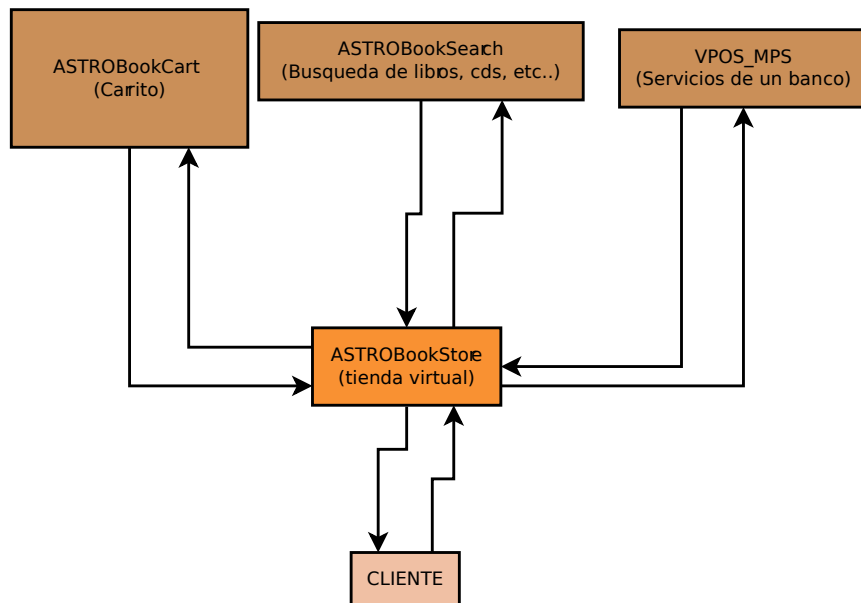 ASTROBookCart
(Carrito)
ASTROBookSearch
(Busqueda de libros, cds, etc..)
VPOS_MPS
(Servicios de un banco)
ASTROBookStore
(tienda virtual)
CLIENTE